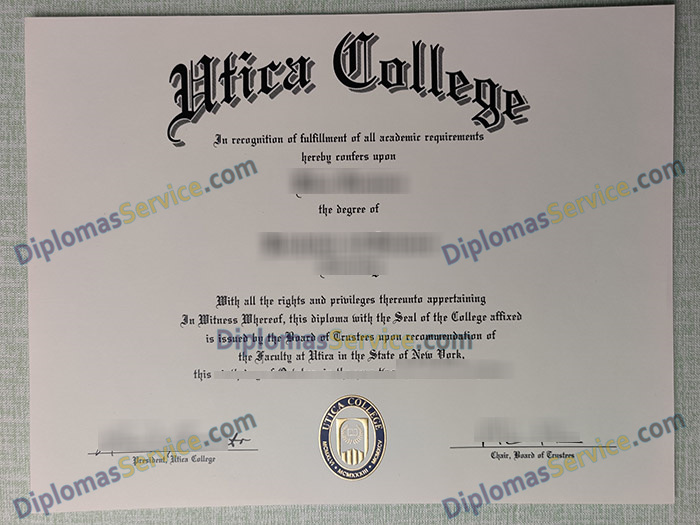 Utica College
In recognition of fulfillment of all academic requirements
hereby confers upon
the degree of
DiplomasService.com
DiplomasService.com
With all the rights and privileges thereunto appertaining
In Witness Whereof, this diploma with the Seal of the College affixed
is issued by the Board of Trustees upon recommendation of
DiplomasService.com
the Faculty at Utica in the State of New York,
this
UTICA COLLEGE
President, Utica College
Chair, Board of Trustees
DiplomasService.com
DiplomasService.com